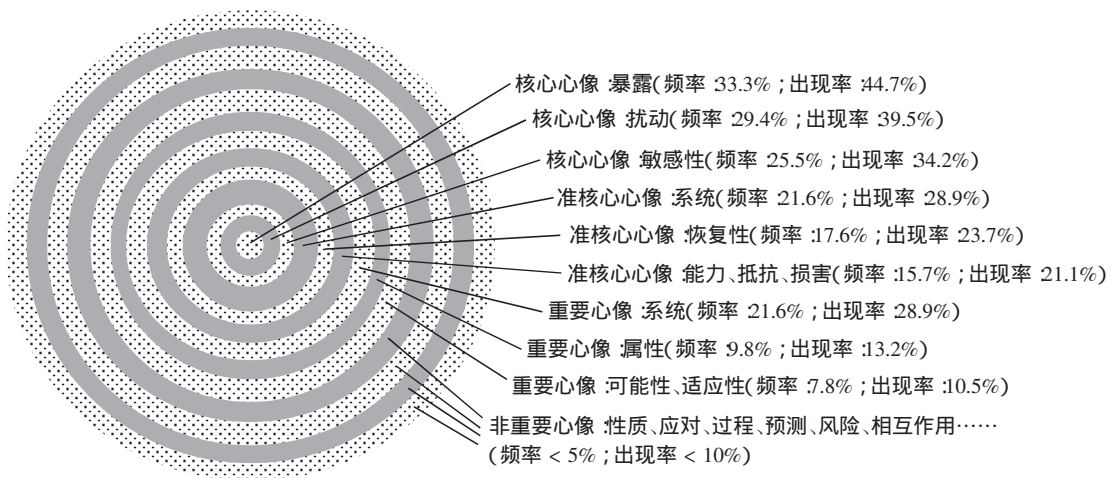 核心心像:暴露(频率:33.3%;出现率:44.7%)
核心心像:扰动(频率:29.4%;出现率:39.5%)
核心心像:敏感性(频率:25.5%;出现率:34.2%)
准核心心像:系统(频率:21.6%;出现率:28.9%)
准核心心像:恢复性(频率:17.6%;出现率:23.7%)
准核心心像:能力、抵抗、损害(频率:15.7%;出现率:21.1%)
重要心像:系统(频率:21.6%;出现率:28.9%)
重要心像:属性(频率:9.8%;出现率:13.2%)
重要心像:可能性、适应性(频率:7.8%;出现率:10.5%)
非重要心像:性质、应对、过程、预测、风险、相互作用……
(频率<5%;出现率<10%)